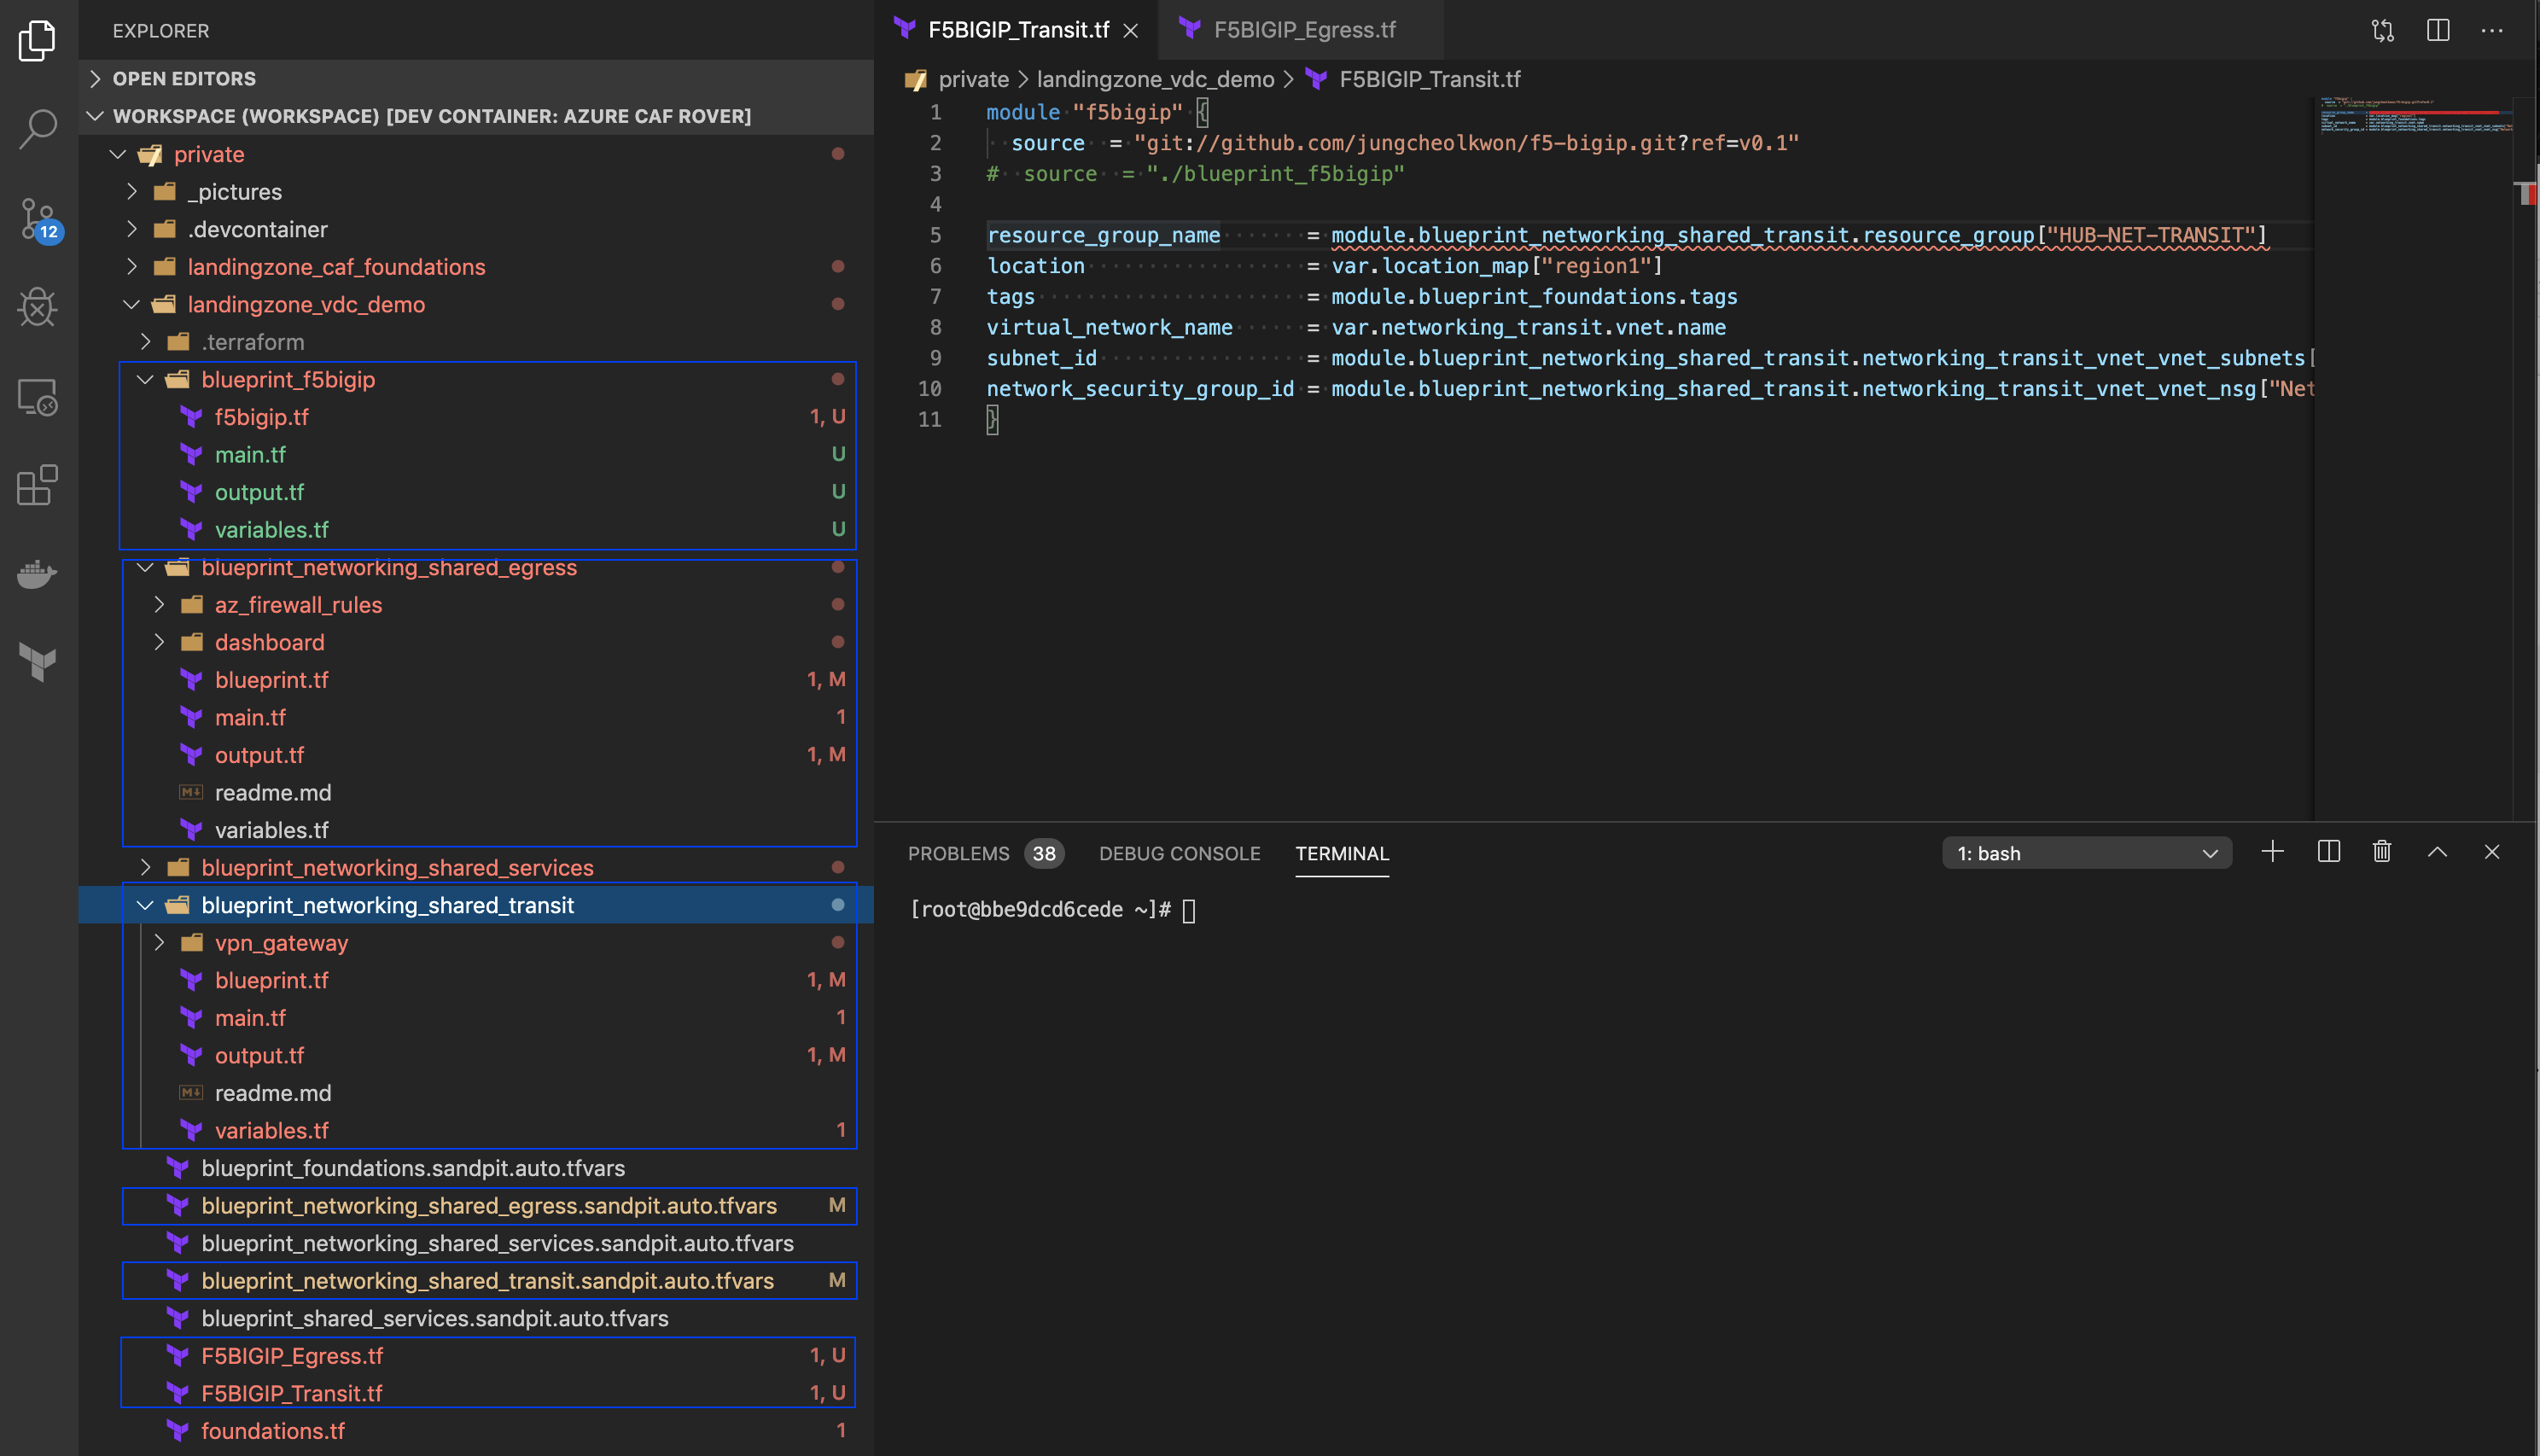 EXPLORER
OPEN EDITORS
WORKSPACE (WORKSPACE) [DEV CONTAINER: AZURE CAF ROVER]
private
_pictures
.devcontainer
12
landingzone_caf_foundations
landingzone_vdc_demo
.terraform
blueprint_f5bigip
f5bigip.tf 1, U
main.tf U
output.tf U
variables.tf U
blueprint_networking_shared_egress
az_firewall_rules
dashboard
blueprint.tf 1, M
main.tf 1
output.tf 1, M
readme.md
variables.tf
blueprint_networking_shared_services
blueprint_networking_shared_transit
vpn_gateway
blueprint.tf 1, M
main.tf 1
output.tf 1, M
readme.md
variables.tf 1
blueprint_foundations.sandpit.auto.tfvars
blueprint_networking_shared_egress.sandpit.auto.tfvars M
blueprint_networking_shared_services.sandpit.auto.tfvars
blueprint_networking_shared_transit.sandpit.auto.tfvars M
blueprint_shared_services.sandpit.auto.tfvars
F5BIGIP_Egress.tf 1, U
F5BIGIP_Transit.tf 1, U
foundations.tf 1
F5BIGIP_Transit.tf F5BIGIP_Egress.tf
private > landingzone_vdc_demo > F5BIGIP_Transit.tf
1 module "f5bigip" {
2 source = "git://github.com/jungcheolkwon/f5-bigip.git?ref=v0.1"
3 # source = "./blueprint_f5bigip"
4
5 resource_group_name = module.blueprint_networking_shared_transit.resource_group["HUB-NET-TRANSIT"]
6 location = var.location_map["region1"]
7 tags = module.blueprint_foundations.tags
8 virtual_network_name = var.networking_transit.vnet.name
9 subnet_id = module.blueprint_networking_shared_transit.networking_transit_vnet_vnet_subnets[
10 network_security_group_id = module.blueprint_networking_shared_transit.networking_transit_vnet_vnet_nsg["Net
11 }
PROBLEMS 38 DEBUG CONSOLE TERMINAL 1: bash
[root@bbe9dcd6cede ~]#